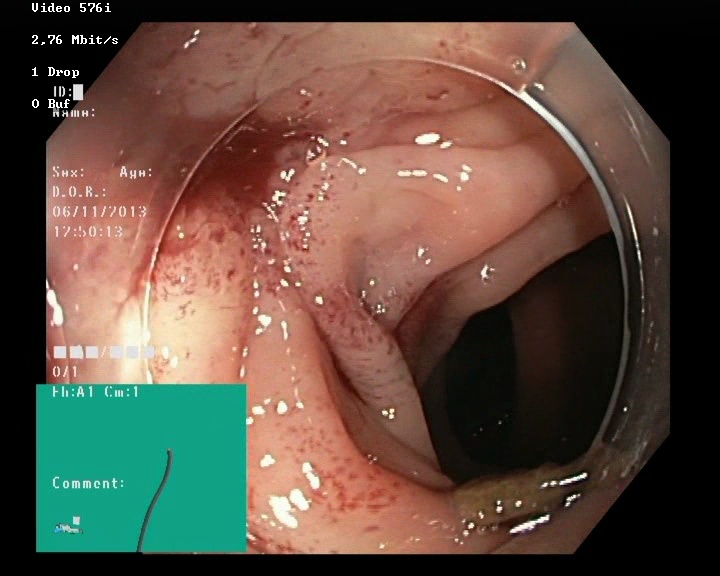 Video 576i
2,76 Mbit/s
1 Drop
ID:
0 Buf
Name:
Sex: Age:
D.O.R.:
06/11/2013
12:50:13
0/1
Ph:A1 Cm:1
Comment: